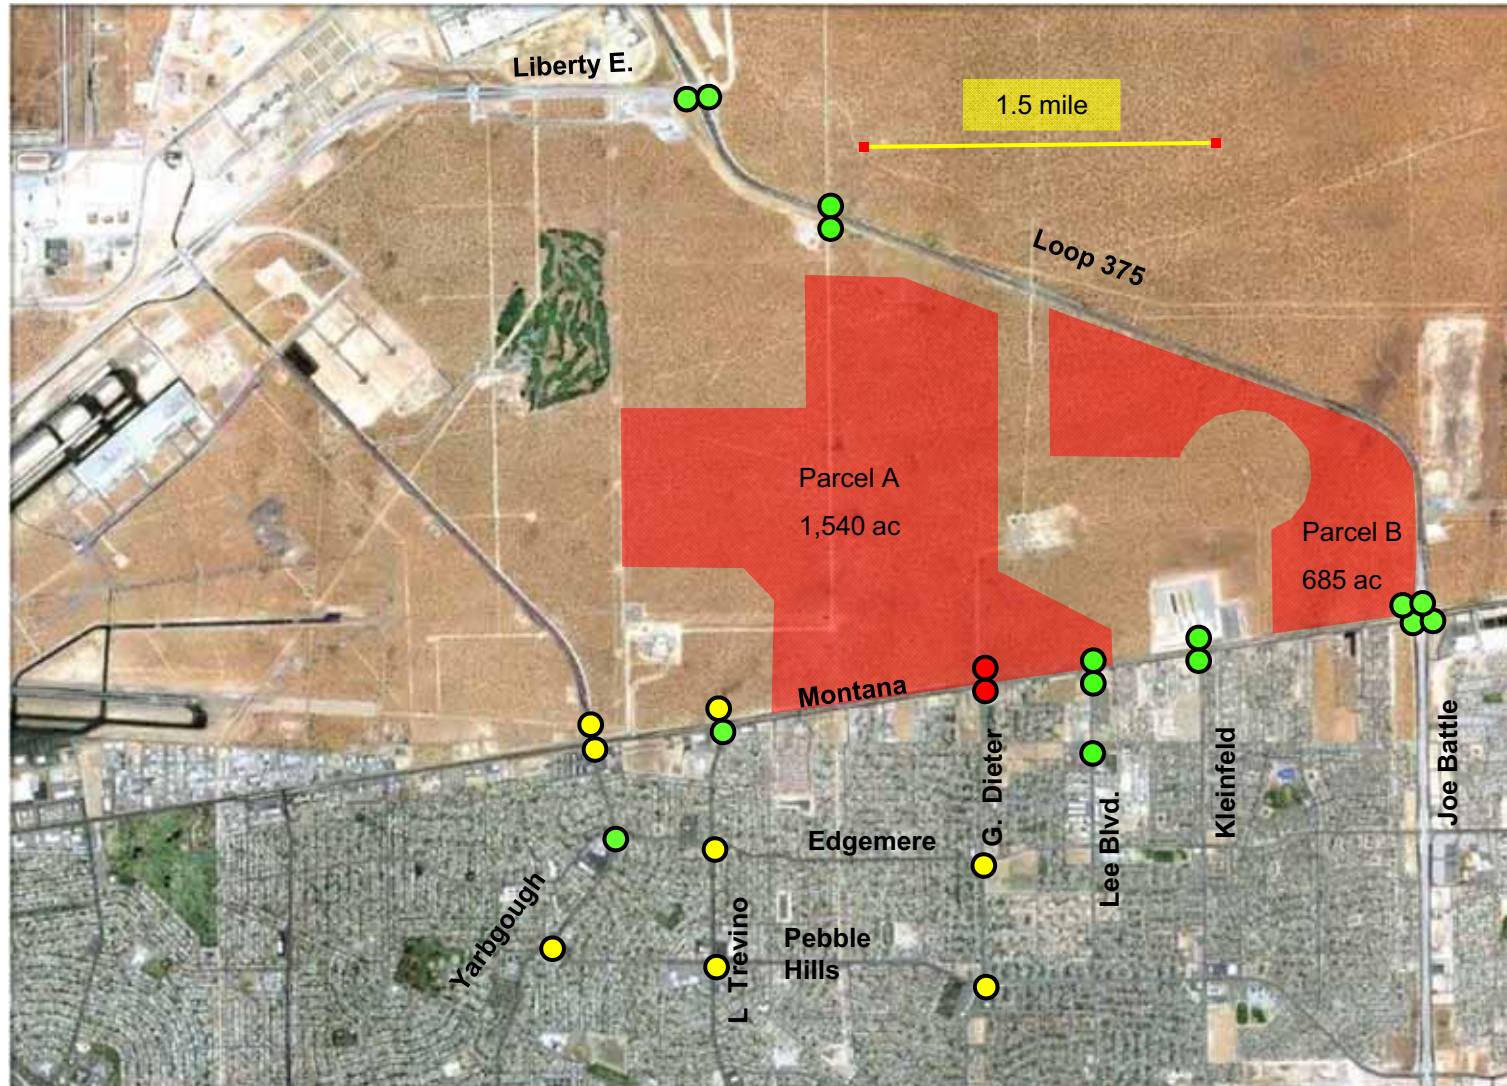 Liberty E.
1.5 mile
Loop 375
Parcel A
1,540 ac
Parcel B
685 ac
Montana
Edgemere
Pebble
Hills
Yarbgough
L Trevino
G. Dieter
Lee Blvd.
Kleinfeld
Joe Battle